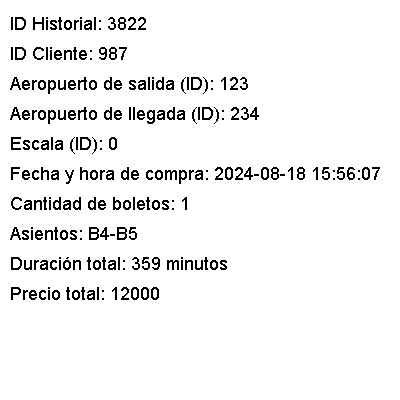 ID Historial: 3822
ID Cliente: 987
Aeropuerto de salida (ID): 123
Aeropuerto de llegada (ID): 234
Escala (ID): 0
Fecha y hora de compra: 2024-08-18 15:56:07
Cantidad de boletos: 1
Asientos: B4-B5
Duración total: 359 minutos
Precio total: 12000